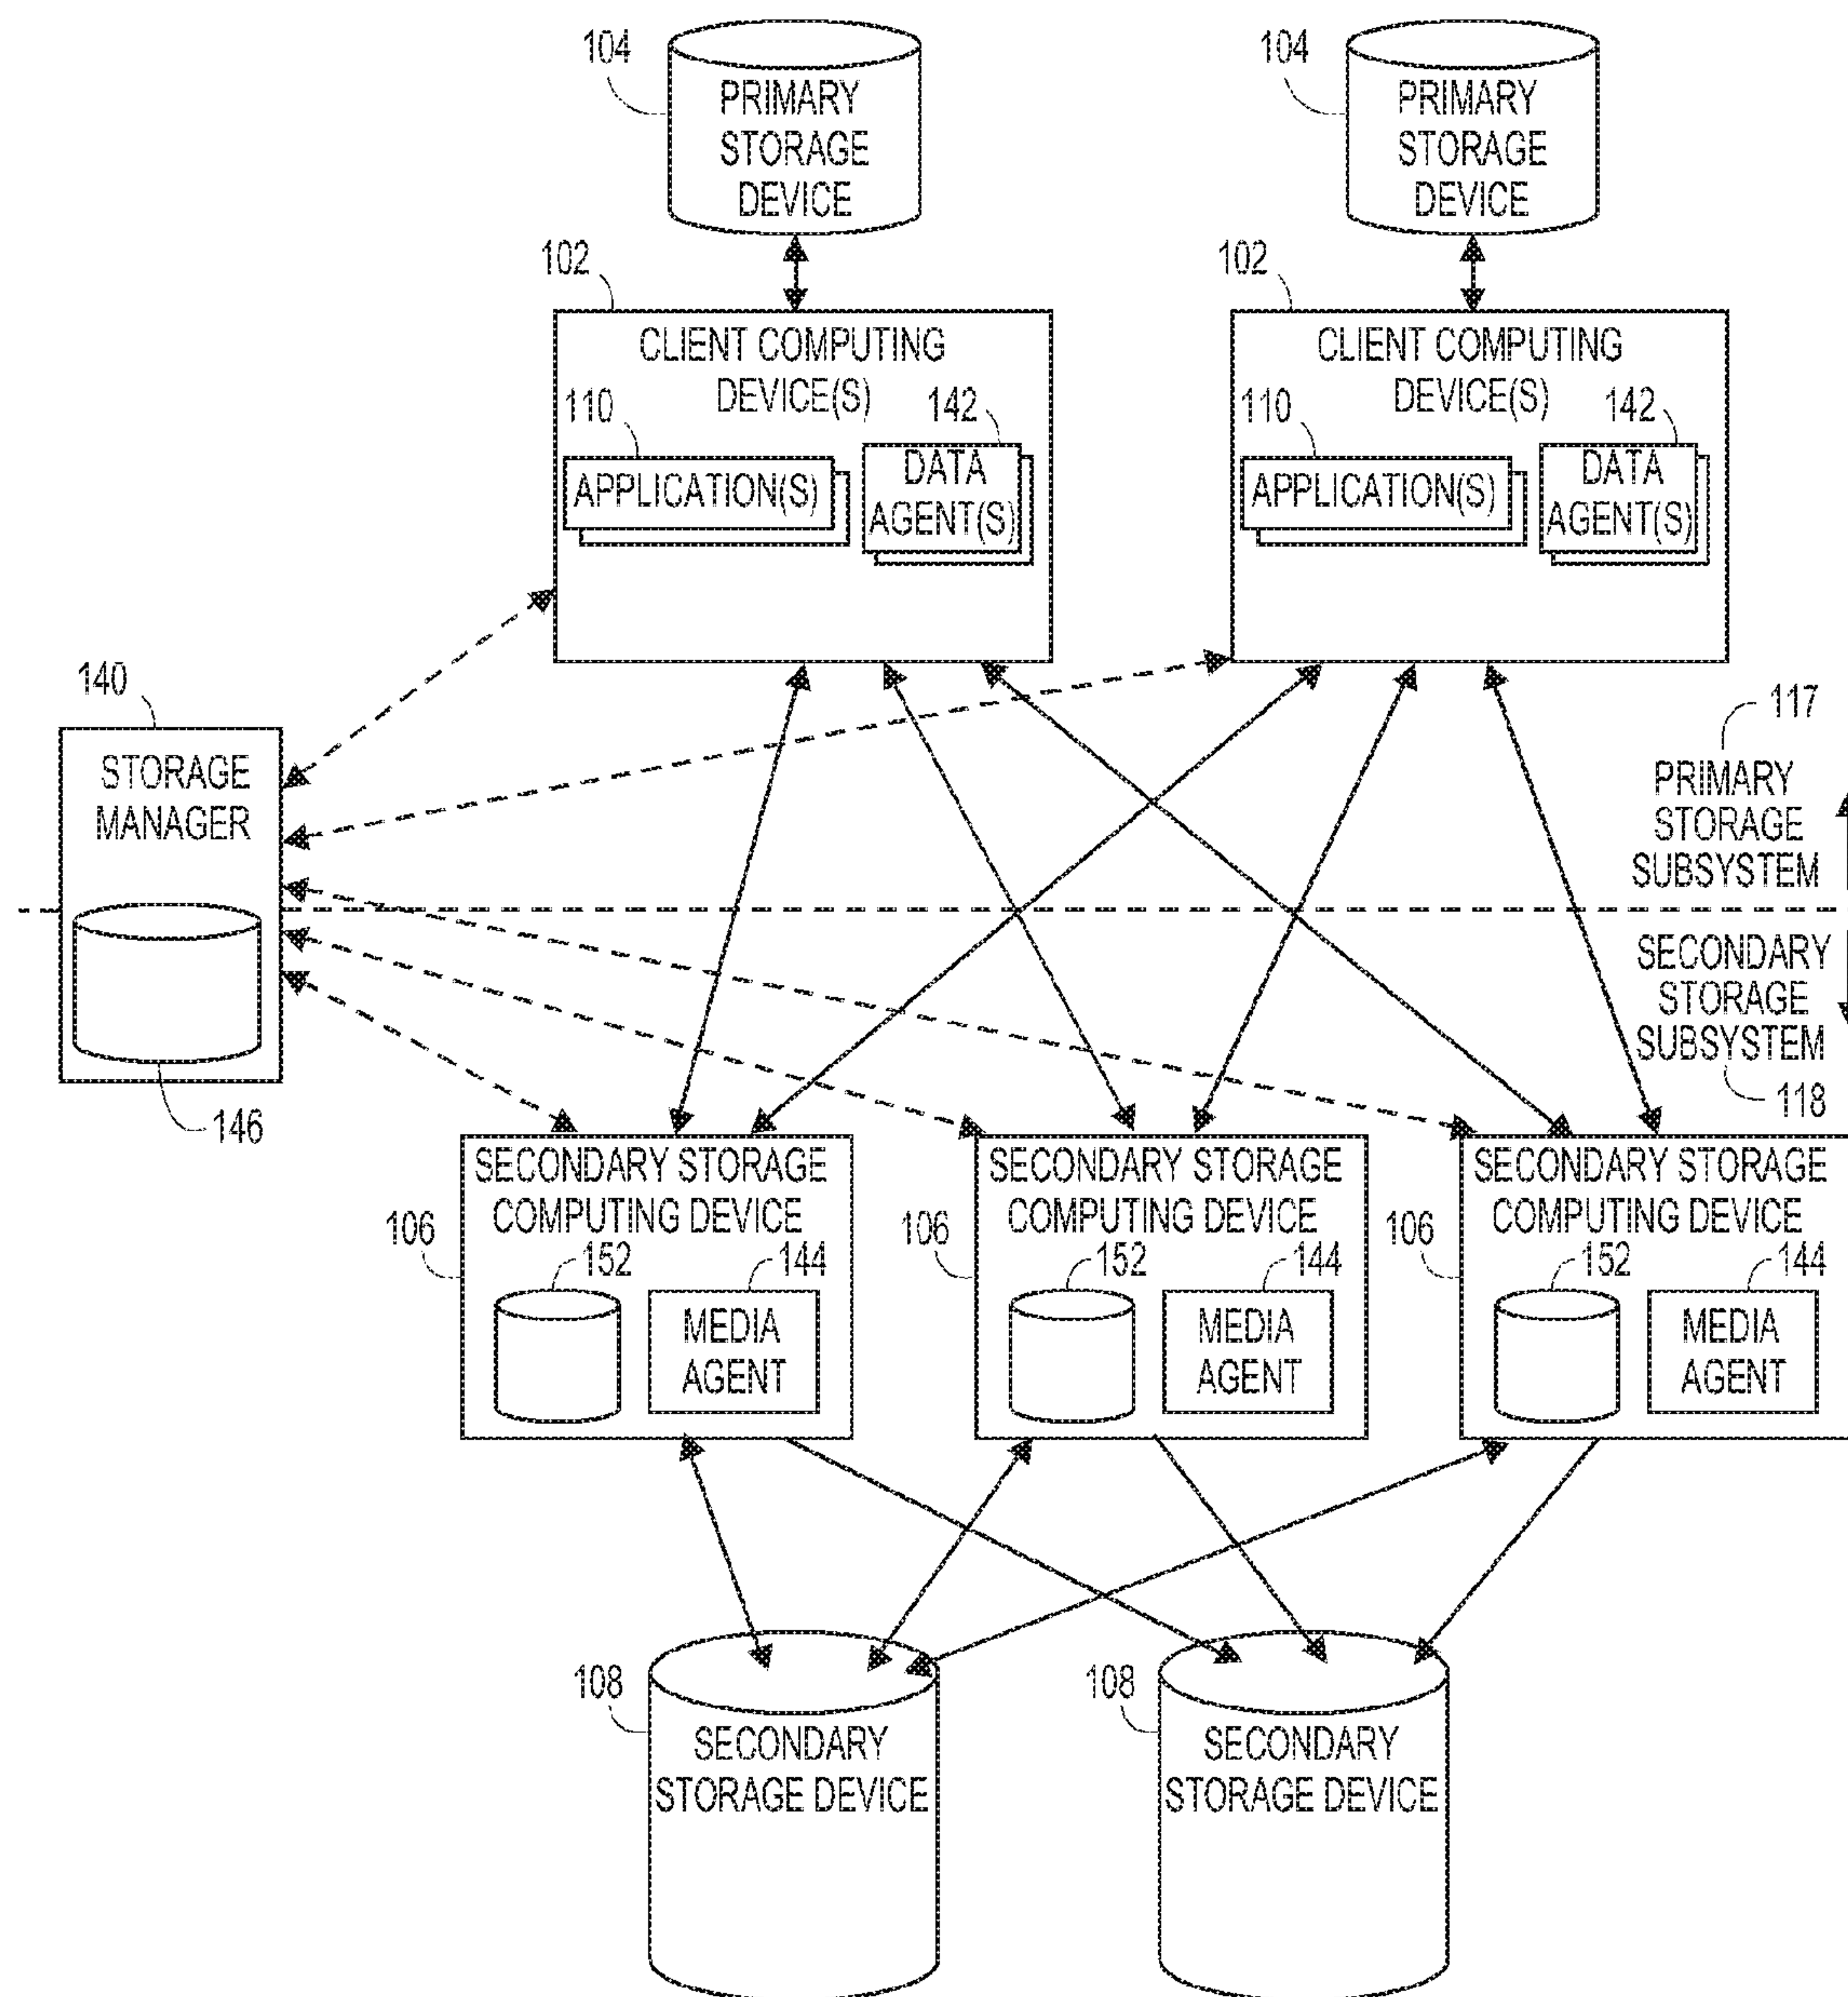 104
PRIMARY
STORAGE
DEVICE
104
PRIMARY
STORAGE
DEVICE
102
CLIENT COMPUTING
DEVICE(S)
110
142
APPLICATION(S)
DATA
AGENT(S)
102
CLIENT COMPUTING
DEVICE(S)
110
142
APPLICATION(S)
DATA
AGENT(S)
140
STORAGE
MANAGER
146
117
PRIMARY
STORAGE
SUBSYSTEM
SECONDARY
STORAGE
SUBSYSTEM
118
106
SECONDARY STORAGE
COMPUTING DEVICE
152
144
MEDIA
AGENT
106
SECONDARY STORAGE
COMPUTING DEVICE
152
144
MEDIA
AGENT
106
SECONDARY STORAGE
COMPUTING DEVICE
152
144
MEDIA
AGENT
108
SECONDARY
STORAGE DEVICE
108
SECONDARY
STORAGE DEVICE